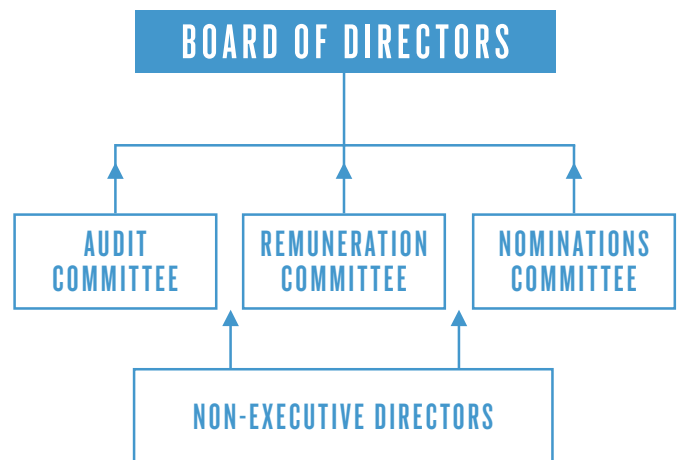 BOARD OF DIRECTORS
AUDIT
COMMITTEE
REMUNERATION
COMMITTEE
NOMINATIONS
COMMITTEE
NON-EXECUTIVE DIRECTORS